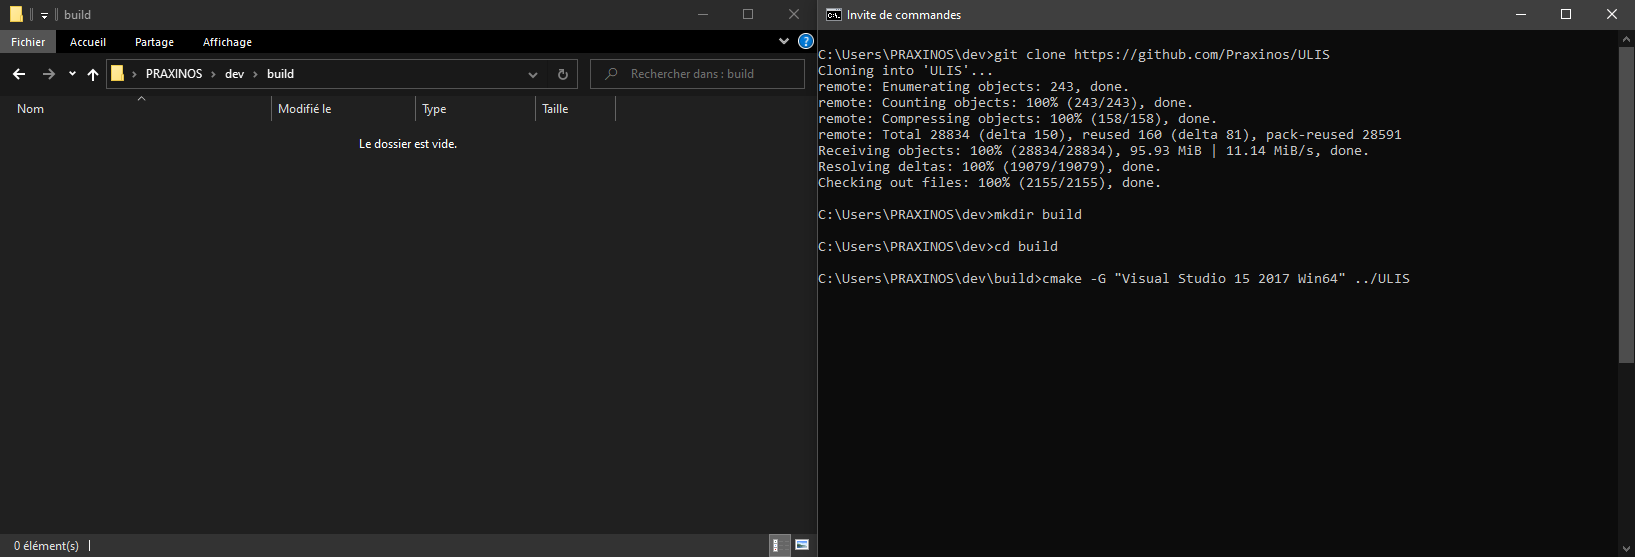 build
Fichier
Accueil
Partage
Affichage
PRAXINOS
dev
build
Rechercher dans : build
Nom
Modifié le
Type
Taille
Le dossier est vide.
0 élément(s)
Invite de commandes
C:\Users\PRAXINOS\dev>git clone https://github.com/Praxinos/ULIS
Cloning into 'ULIS'...
remote: Enumerating objects: 243, done.
remote: Counting objects: 100% (243/243), done.
remote: Compressing objects: 100% (158/158), done.
remote: Total 28834 (delta 150), reused 160 (delta 81), pack-reused 28591
Receiving objects: 100% (28834/28834), 95.93 MiB | 11.14 MiB/s, done.
Resolving deltas: 100% (19079/19079), done.
Checking out files: 100% (2155/2155), done.
C:\Users\PRAXINOS\dev>mkdir build
C:\Users\PRAXINOS\dev>cd build
C:\Users\PRAXINOS\dev\build>cmake -G "Visual Studio 15 2017 Win64" ../ULIS